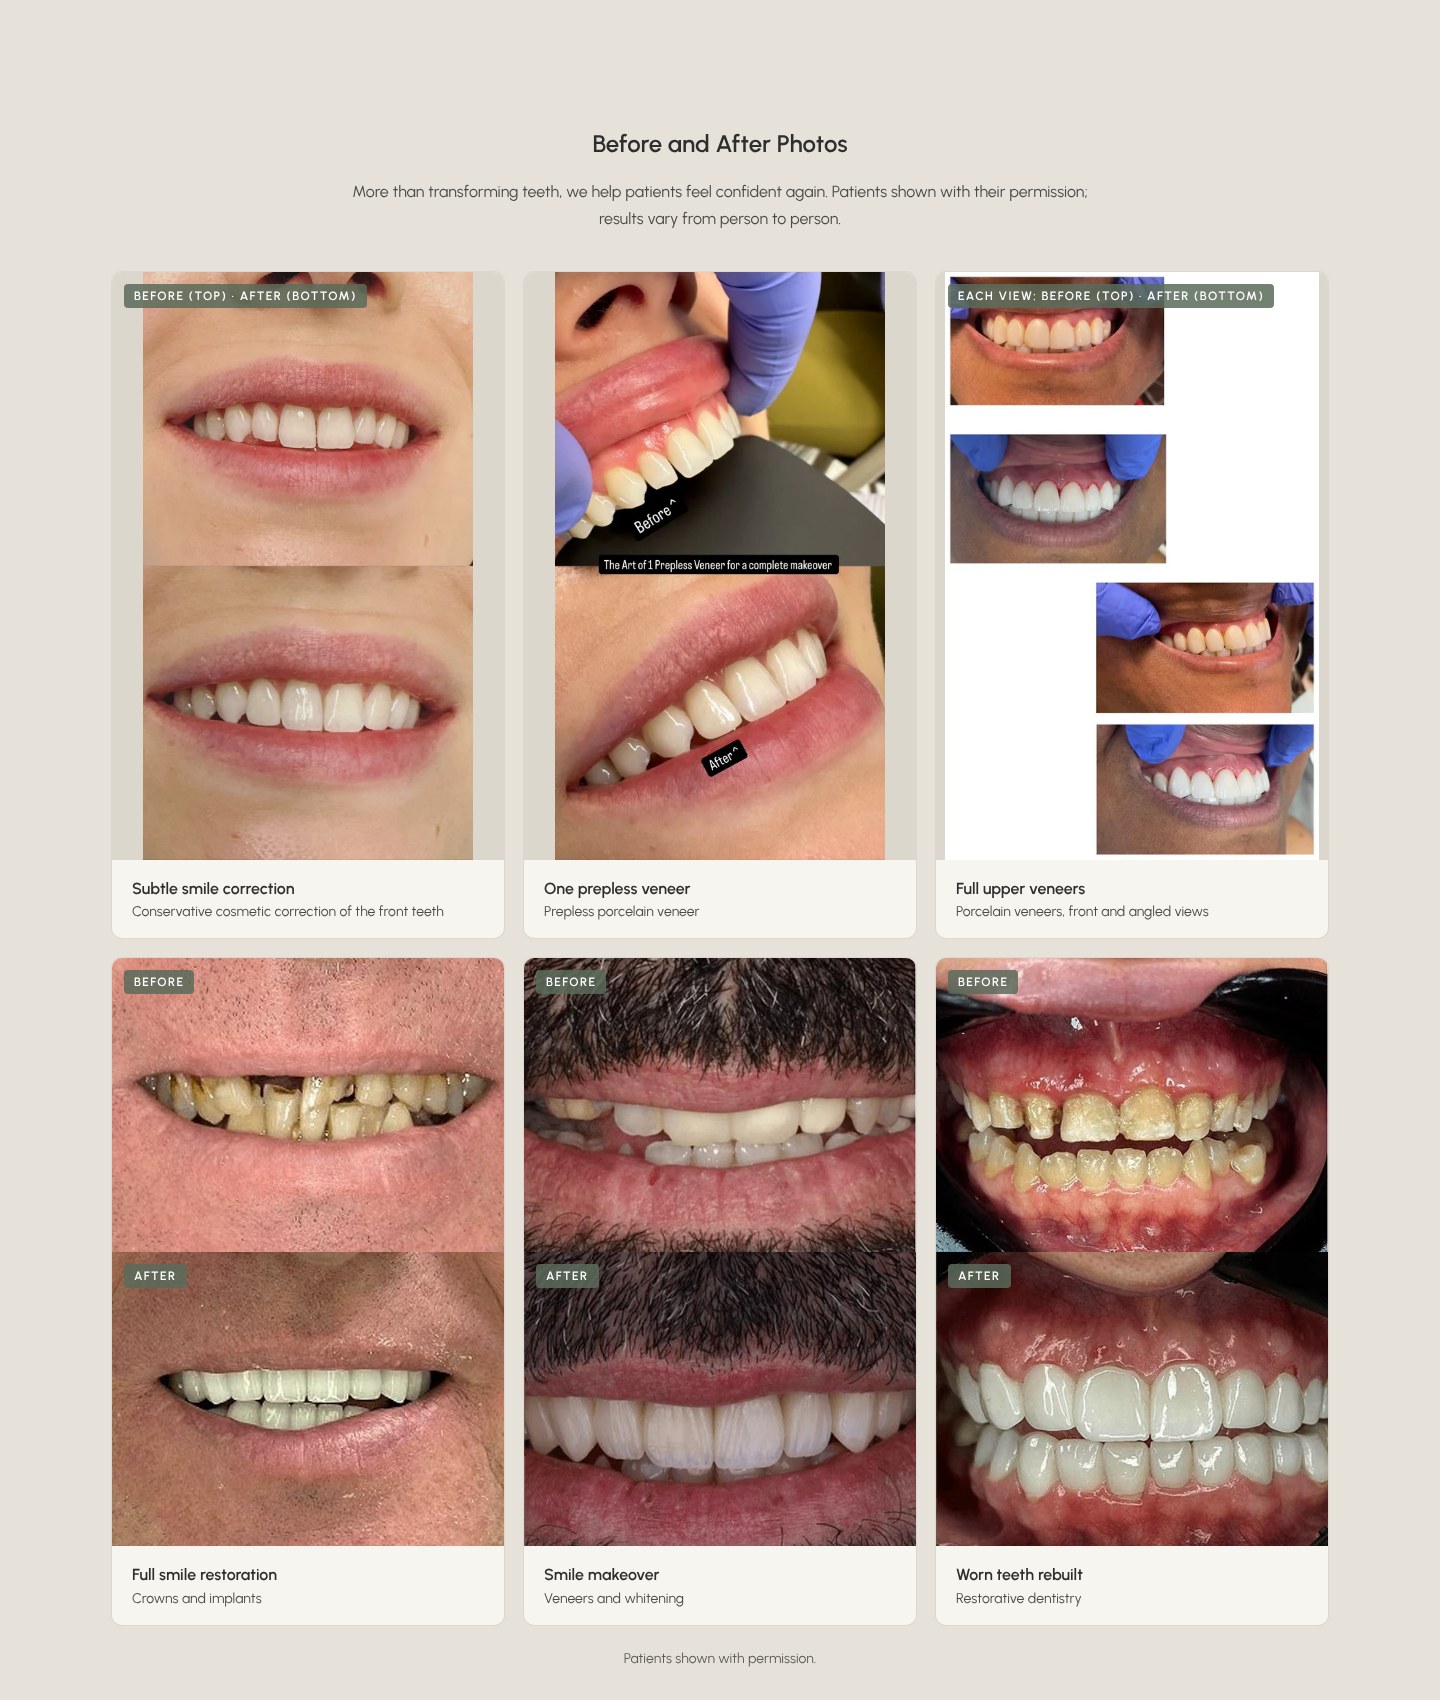 Before and After Photos
More than transforming teeth, we help patients feel confident again. Patients shown with their permission;
results vary from person to person.
BEFORE (TOP) · AFTER (BOTTOM)
Before^
The Art of 1 Prepless Veneer for a complete makeover
After^
EACH VIEW: BEFORE (TOP) · AFTER (BOTTOM)
Subtle smile correction
Conservative cosmetic correction of the front teeth
One prepless veneer
Prepless porcelain veneer
Full upper veneers
Porcelain veneers, front and angled views
BEFORE
AFTER
BEFORE
AFTER
BEFORE
AFTER
Full smile restoration
Crowns and implants
Smile makeover
Veneers and whitening
Worn teeth rebuilt
Restorative dentistry
Patients shown with permission.